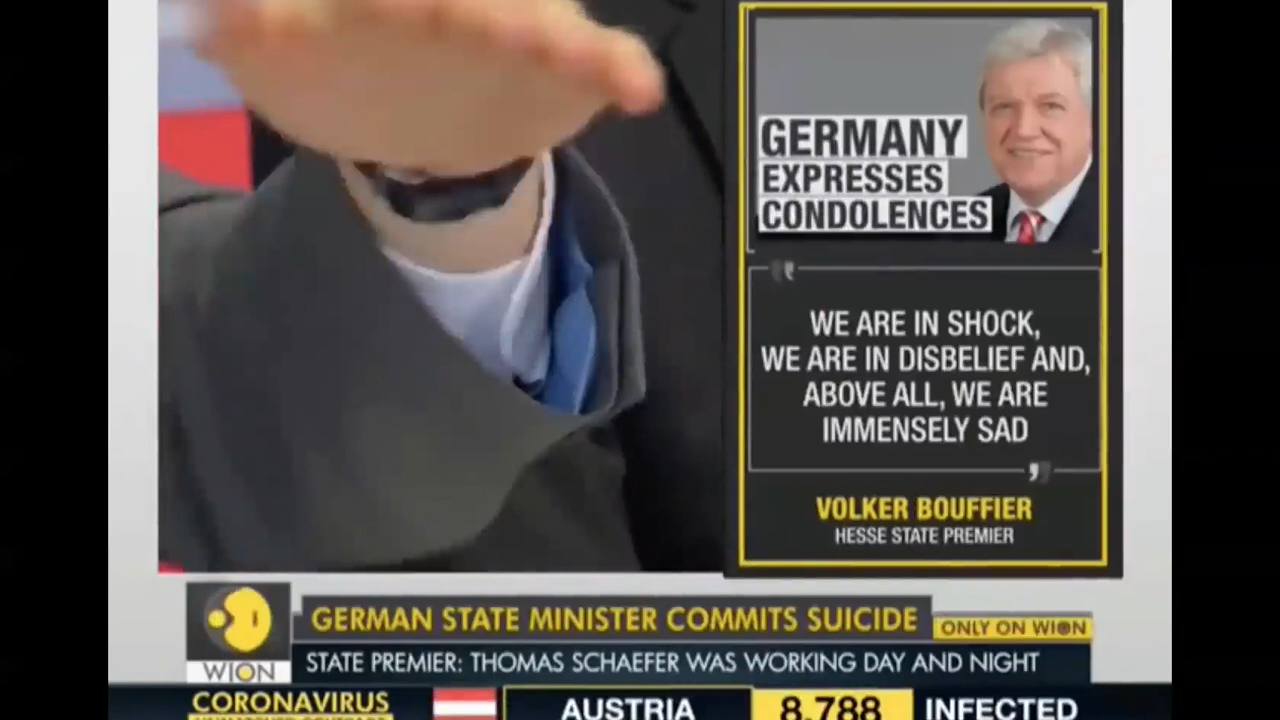 GERMANY
EXPRESSES
CONDOLENCES
WE ARE IN SHOCK,
WE ARE IN DISBELIEF AND,
ABOVE ALL, WE ARE
IMMENSELY SAD
VOLKER BOUFFIER
HESSE STATE PREMIER
GERMAN STATE MINISTER COMMITS SUICIDE
ONLY ON WION
WION
STATE PREMIER: THOMAS SCHAEFER WAS WORKING DAY AND NIGHT
CORONAVIRUS
AUSTRIA 8,788 INFECTED